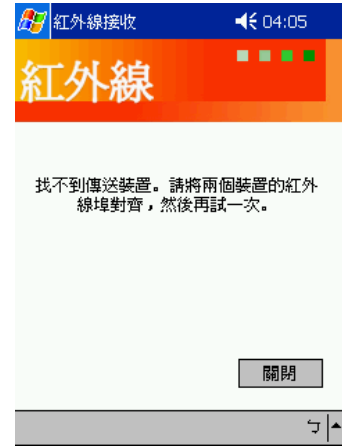 紅外線接收 04:05
紅外線
找不到傳送裝置。請將兩個裝置的紅外
線埠對齊，然後再試一次。
關閉
ㄅ